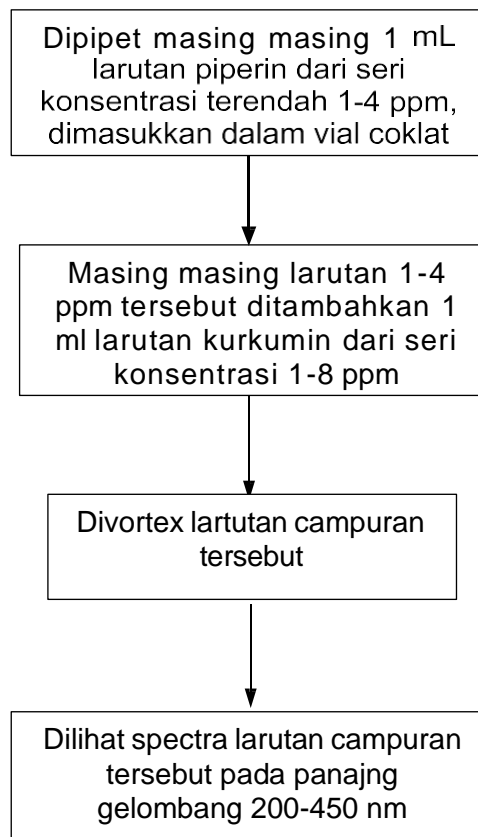 Dipipet masing masing 1 mL
larutan piperin dari seri
konsentrasi terendah 1-4 ppm,
dimasukkan dalam vial coklat
Masing masing larutan 1-4
ppm tersebut ditambahkan 1
ml larutan kurkumin dari seri
konsentrasi 1-8 ppm
Divortex lartutan campuran
tersebut
Dilihat spectra larutan campuran
tersebut pada panajng
gelombang 200-450 nm